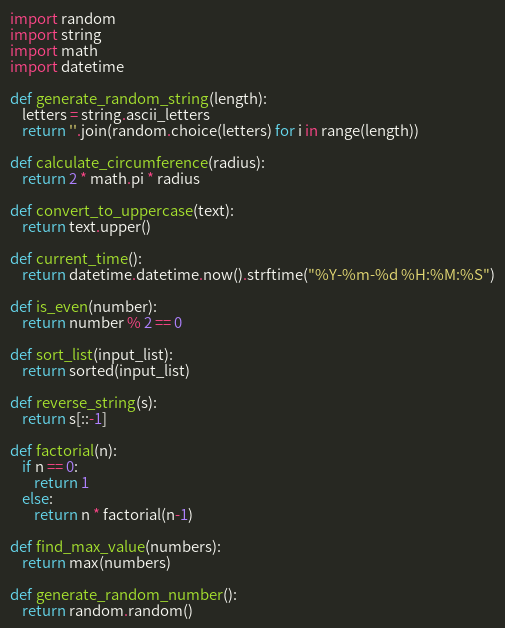 import random
import string
import math
import datetime

def generate_random_string(length):
    letters = string.ascii_letters
    return ''.join(random.choice(letters) for i in range(length))

def calculate_circumference(radius):
    return 2 * math.pi * radius

def convert_to_uppercase(text):
    return text.upper()

def current_time():
    return datetime.datetime.now().strftime("%Y-%m-%d %H:%M:%S")

def is_even(number):
    return number % 2 == 0

def sort_list(input_list):
    return sorted(input_list)

def reverse_string(s):
    return s[::-1]

def factorial(n):
    if n == 0:
        return 1
    else:
        return n * factorial(n-1)

def find_max_value(numbers):
    return max(numbers)

def generate_random_number():
    return random.random()